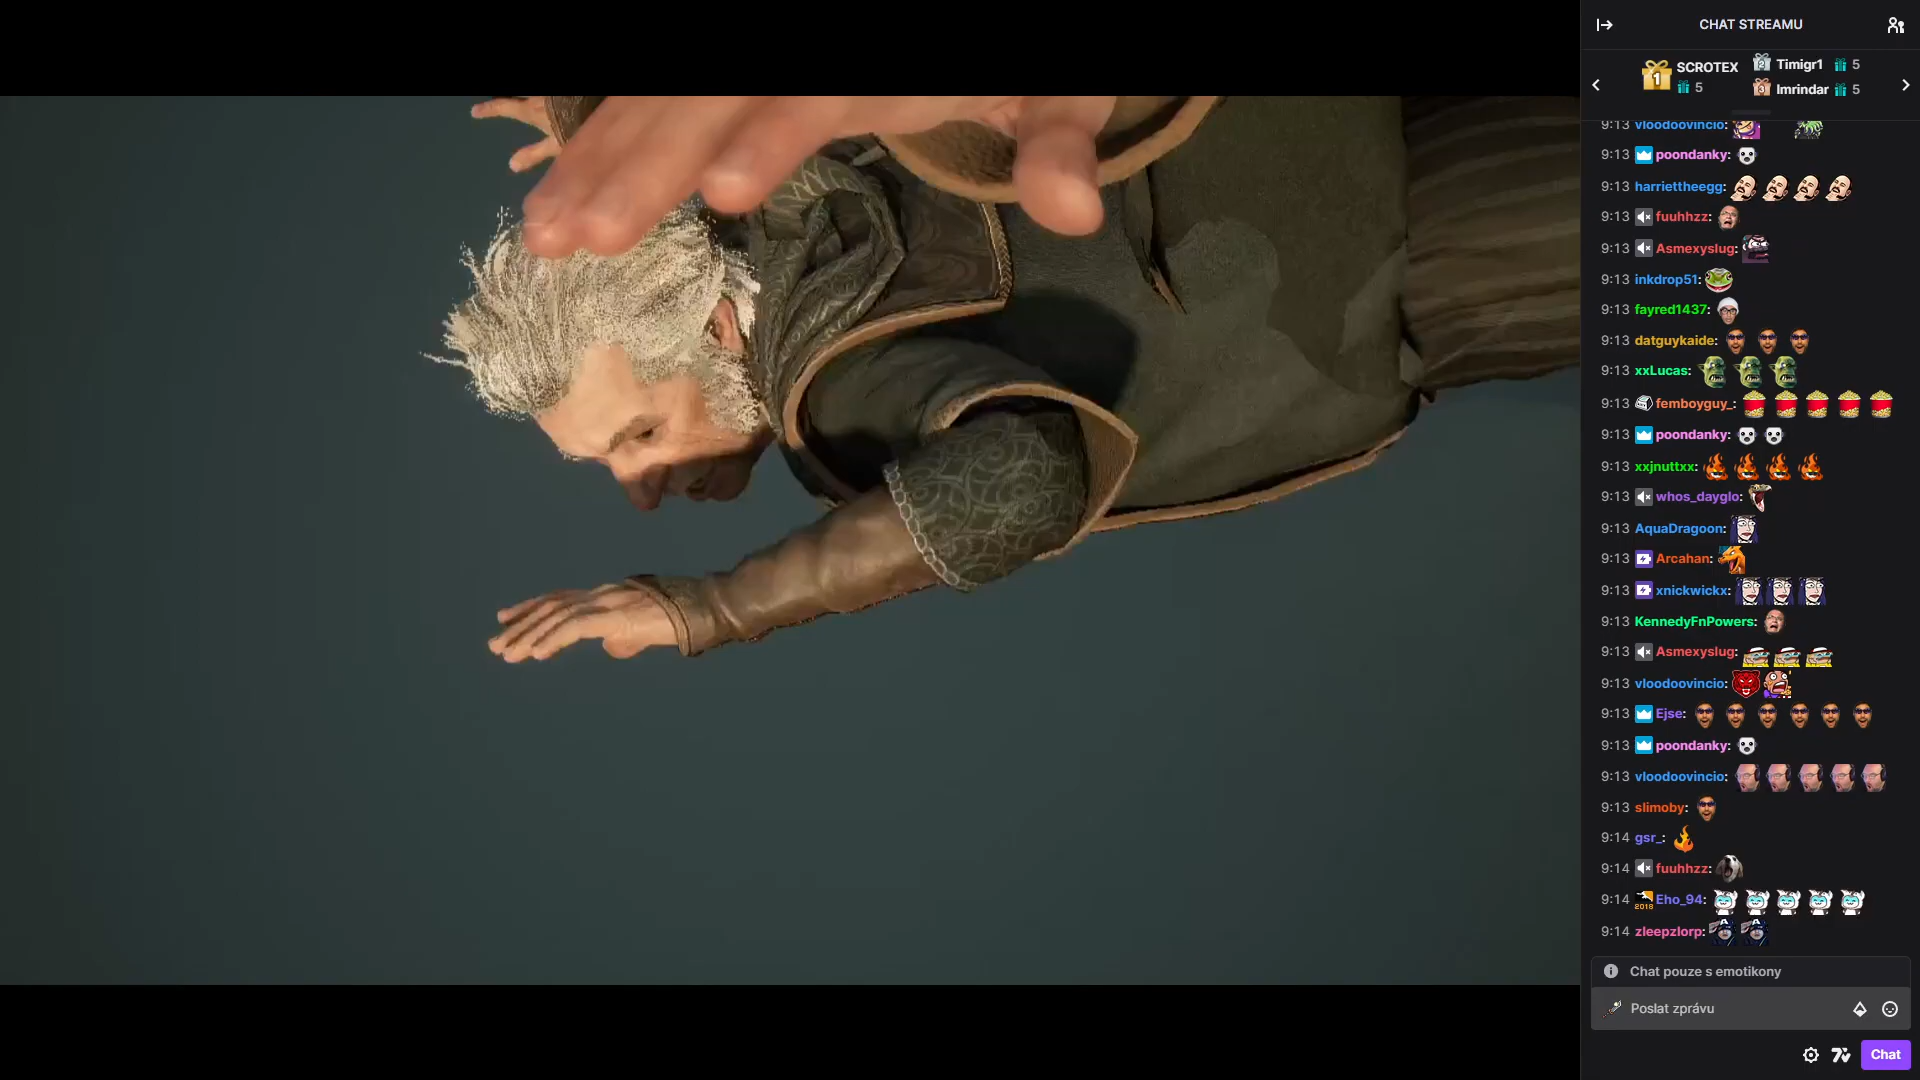 CHAT STREAMU
1 SCROTEX 5
2 Timigr1 5
3 Imrindar 5
9:13 vloodoovincio:
9:13 poondanky:
9:13 harriettheegg:
9:13 fuuhhzz:
9:13 Asmexyslug:
9:13 inkdrop51:
9:13 fayred1437:
9:13 datguykaide:
9:13 xxLucas:
9:13 femboyguy_:
9:13 poondanky:
9:13 xxjnuttxx:
9:13 whos_dayglo:
9:13 AquaDragoon:
9:13 Arcahan:
9:13 xnickwickx:
9:13 KennedyFnPowers:
9:13 Asmexyslug:
9:13 vloodoovincio:
9:13 Ejse:
9:13 poondanky:
9:13 vloodoovincio:
9:13 slimoby:
9:14 gsr_:
9:14 fuuhhzz:
9:14 2018 Eho_94:
9:14 zleepzlorp:
Chat pouze s emotikony
Poslat zprávu
Chat